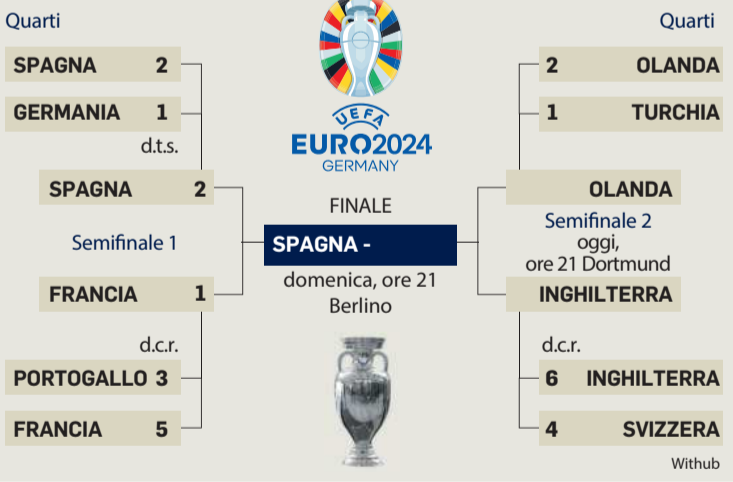 Quarti
SPAGNA 2
GERMANIA 1
d.t.s.
SPAGNA 2
Semifinale 1
FRANCIA 1
d.c.r.
PORTOGALLO 3
FRANCIA 5
UEFA
EURO2024
GERMANY
FINALE
SPAGNA -
domenica, ore 21
Berlino
Quarti
2 OLANDA
1 TURCHIA
OLANDA
Semifinale 2
oggi,
ore 21 Dortmund
INGHILTERRA
d.c.r.
6 INGHILTERRA
4 SVIZZERA
Withub